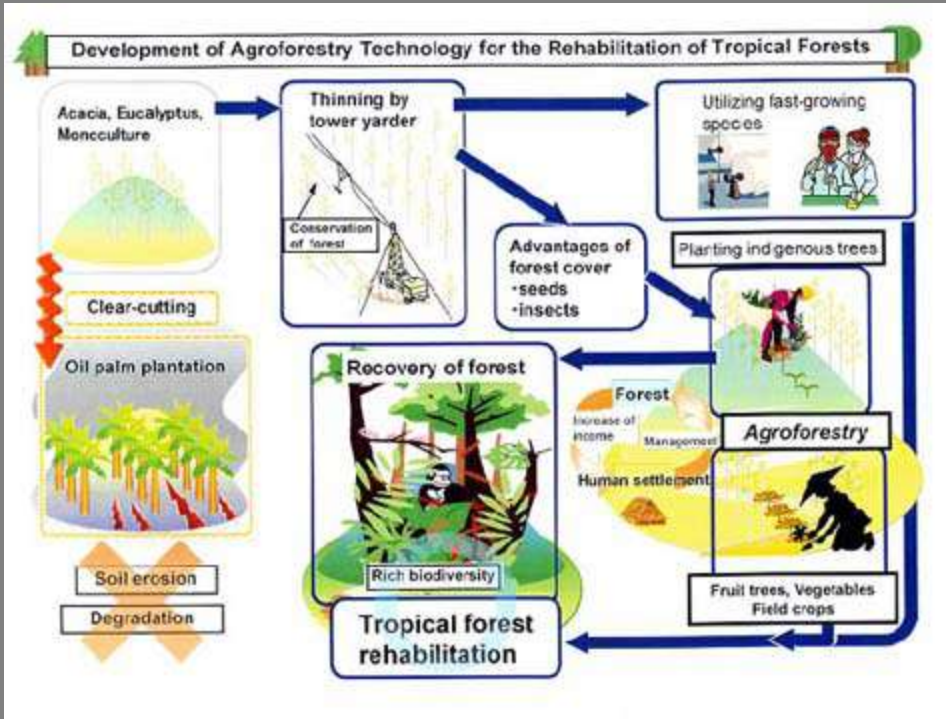 Development of Agroforestry Technology for the Rehabilitation of Tropical Forests
Acacia, Eucalyptus,
Moncculture
Thinning by
tower yarder
Conservation
of forest
Utilizing fast-growing
species
Advantages of
forest cover
•seeds
•insects
Planting indigenous trees
Clear-cutting
Oil palm plantation
Recovery of forest
Rich biodiversity
Forest
Increase of
income
Management
Human settlement
Agroforestry
Soil erosion
Degradation
Fruit trees, Vegetables
Field crops
Tropical forest
rehabilitation